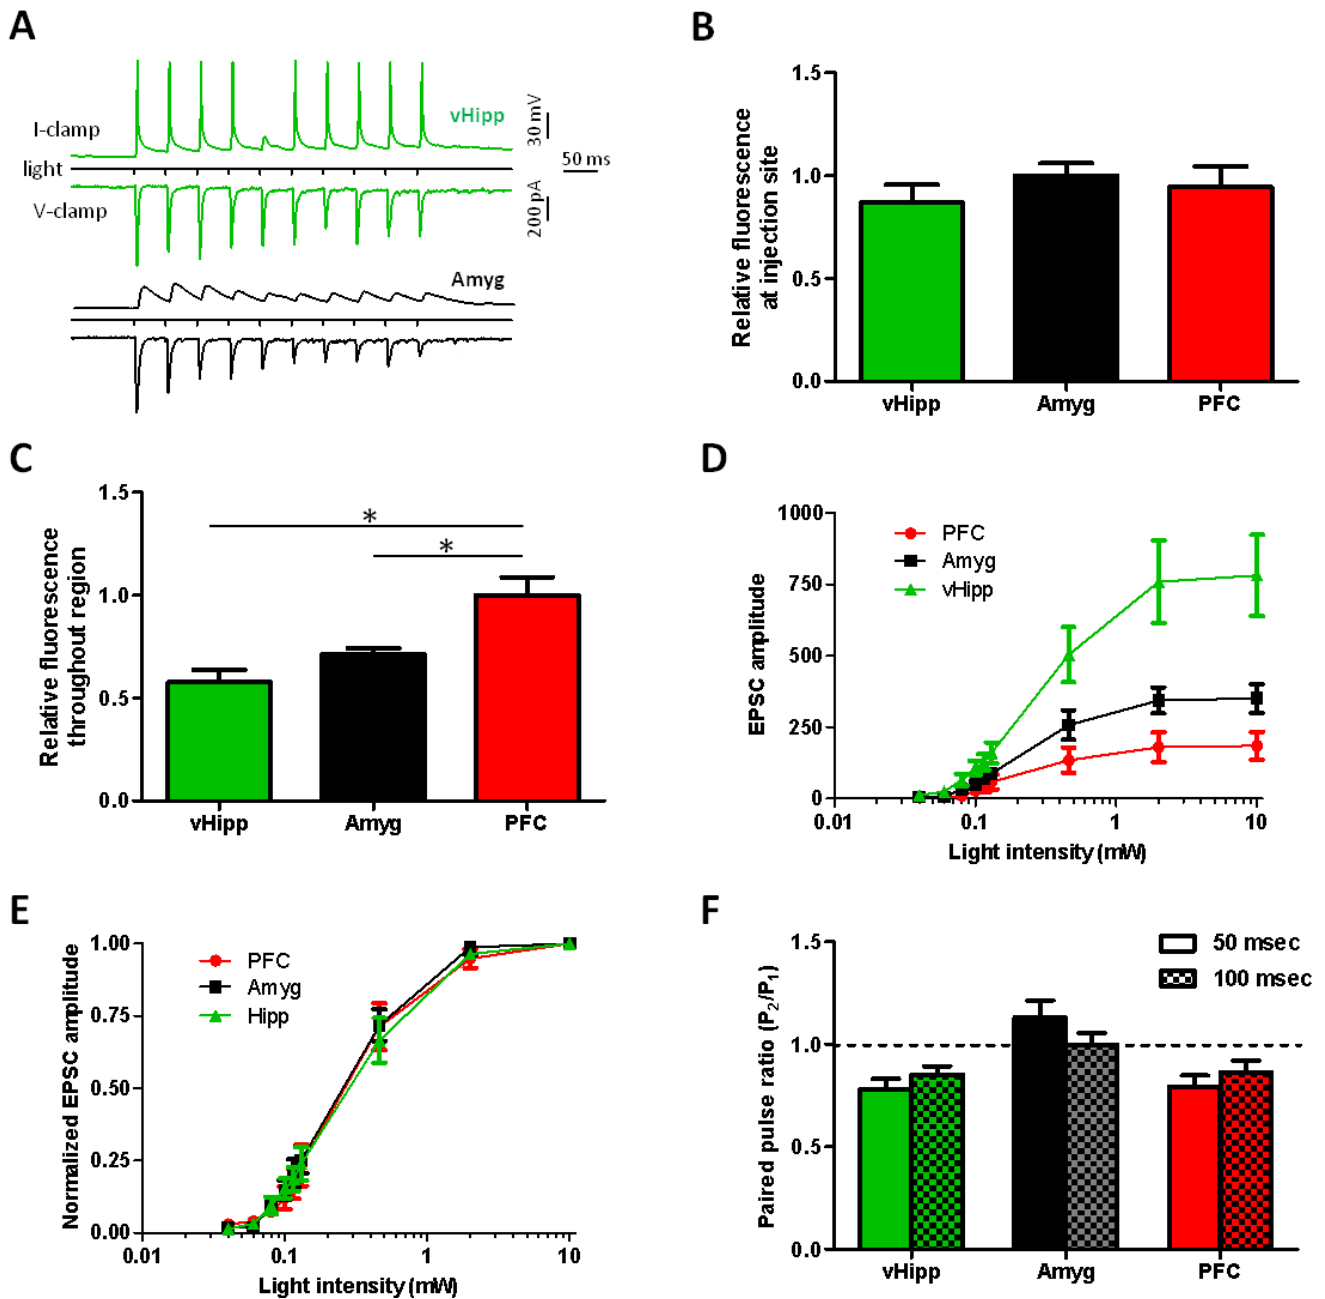 A
I-clamp
light
V-clamp
vHipp
30 mV
50 ms
200 pA
Amyg
B
Relative fluorescence
at injection site
1.5
1.0
0.5
0.0
vHipp Amyg PFC
C
Relative fluorescence
throughout region
1.5
1.0
0.5
0.0
*
*
vHipp Amyg PFC
D
EPSC amplitude
1000
750
500
250
0
PFC
Amyg
vHipp
0.01 0.1 1 10
Light intensity (mW)
E
Normalized EPSC amplitude
1.00
0.75
0.50
0.25
0.00
PFC
Amyg
Hipp
0.01 0.1 1 10
Light intensity (mW)
F
Paired pulse ratio (P2/P1)
1.5
1.0
0.5
0.0
50 msec
100 msec
vHipp Amyg PFC